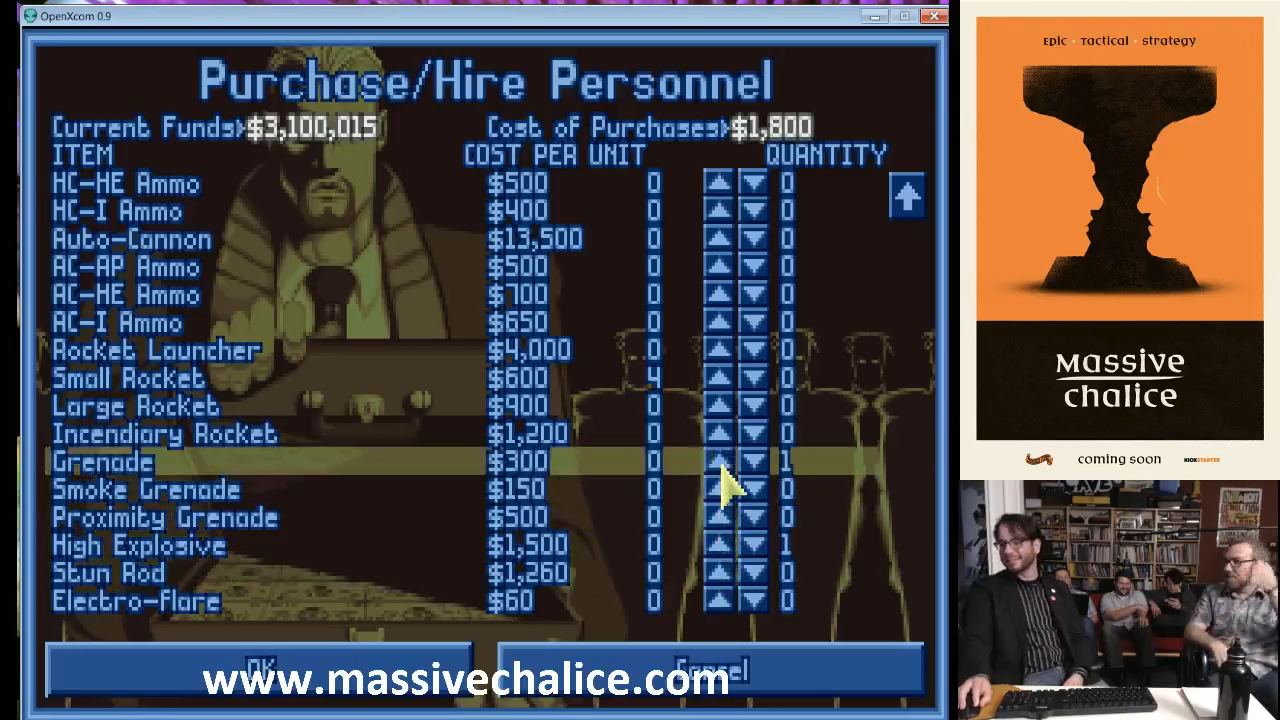 OpenXcom 0.9
Purchase/Hire Personnel
Current Funds>$3,100,015 Cost of Purchases>$1,800
ITEM COST PER UNIT QUANTITY
HC-HE Ammo $500 0 0
HC-I Ammo $400 0 0
Auto-Cannon $13,500 0 0
AC-AP Ammo $500 0 0
AC-HE Ammo $700 0 0
AC-I Ammo $650 0 0
Rocket Launcher $4,000 0 0
Small Rocket $600 4 0
Large Rocket $900 0 0
Incendiary Rocket $1,200 0 0
Grenade $300 0 1
Smoke Grenade $150 0 0
Proximity Grenade $500 0 0
High Explosive $1,500 0 1
Stun Rod $1,260 0 0
Electro-flare $60 0 0
OK Cancel
www.massivechalice.com
Epic · Tactical · Strategy
Massive
chalice
coming soon
KICKSTARTER